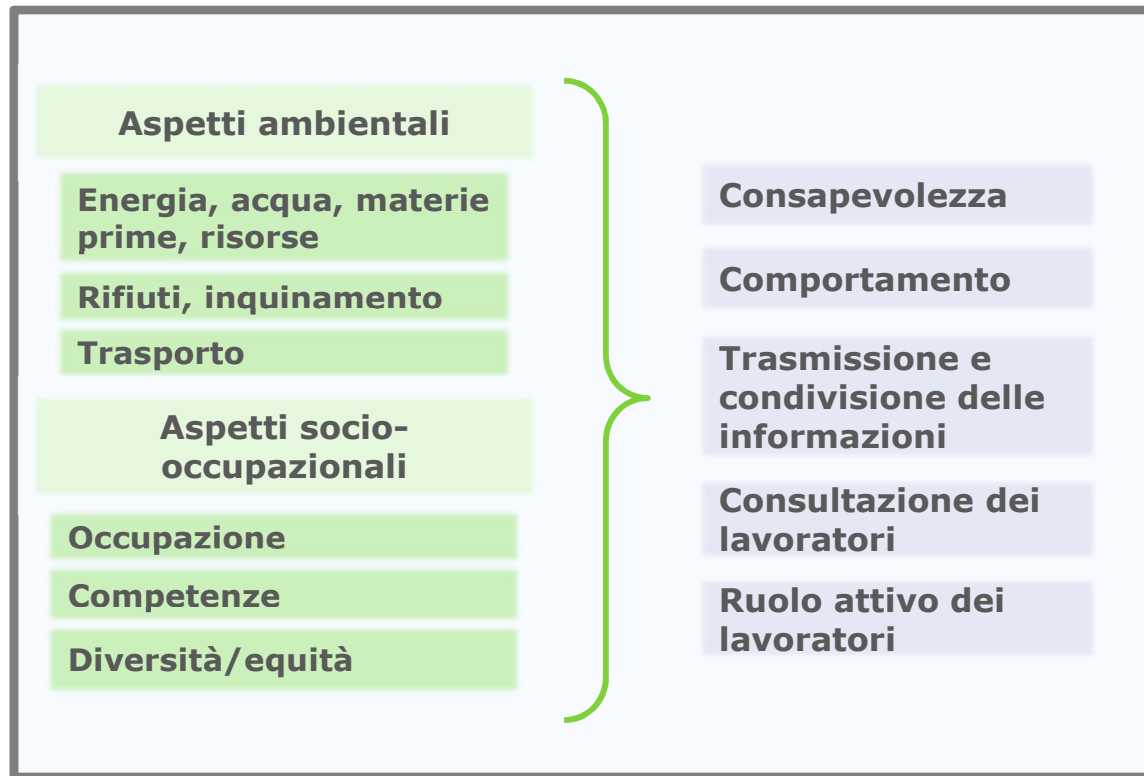 Aspetti ambientali
Energia, acqua, materie
prime, risorse
Rifiuti, inquinamento
Trasporto
Aspetti socio-
occupazionali
Occupazione
Competenze
Diversità/equità
Consapevolezza
Comportamento
Trasmissione e
condivisione delle
informazioni
Consultazione dei
lavoratori
Ruolo attivo dei
lavoratori